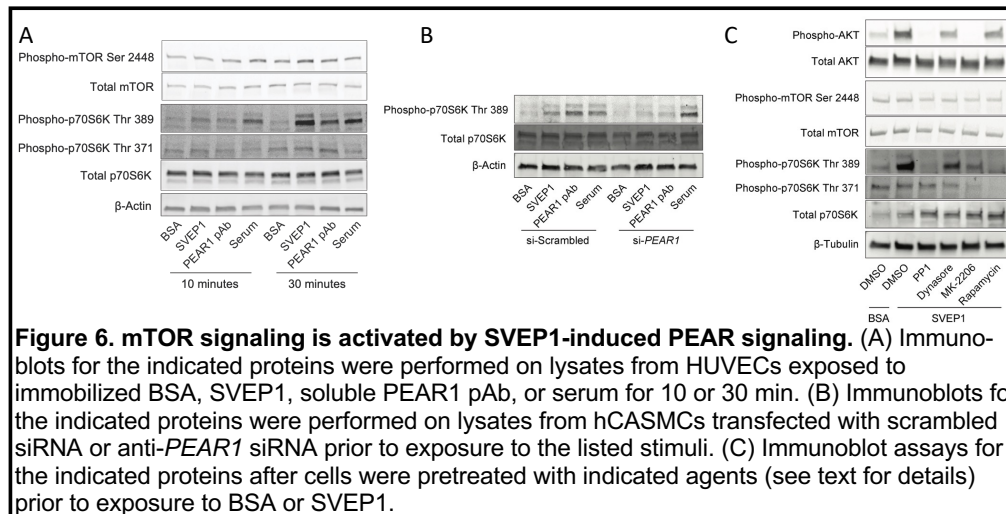 A
Phospho-mTOR Ser 2448
Total mTOR
Phospho-p70S6K Thr 389
Phospho-p70S6K Thr 371
Total p70S6K
β-Actin
BSA SVEP1 PEAR1 pAb Serum BSA SVEP1 PEAR1 pAb Serum
10 minutes 30 minutes
B
Phospho-p70S6K Thr 389
Total p70S6K
β-Actin
BSA SVEP1 PEAR1 pAb Serum BSA SVEP1 PEAR1 pAb Serum
si-Scrambled si-PEAR1
C
Phospho-AKT
Total AKT
Phospho-mTOR Ser 2448
Total mTOR
Phospho-p70S6K Thr 389
Phospho-p70S6K Thr 371
Total p70S6K
β-Tubulin
DMSO DMSO PP1 Dynasore MK-2206 Rapamycin
BSA SVEP1
Figure 6. mTOR signaling is activated by SVEP1-induced PEAR signaling. (A) Immuno-
blots for the indicated proteins were performed on lysates from HUVECs exposed to
immobilized BSA, SVEP1, soluble PEAR1 pAb, or serum for 10 or 30 min. (B) Immunoblots fo
the indicated proteins were performed on lysates from hCASMCs transfected with scrambled
siRNA or anti-PEAR1 siRNA prior to exposure to the listed stimuli. (C) Immunoblot assays for
the indicated proteins after cells were pretreated with indicated agents (see text for details)
prior to exposure to BSA or SVEP1.